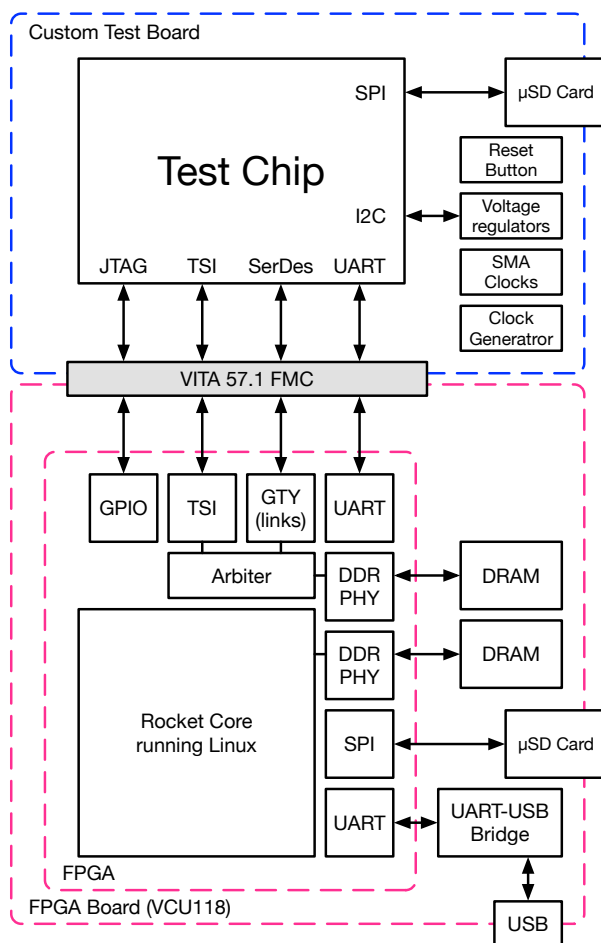 Custom Test Board
SPI
µSD Card
Test Chip
Reset
Button
I2C
Voltage
regulators
JTAG
TSI
SerDes
UART
SMA
Clocks
Clock
Generatror
VITA 57.1 FMC
GPIO
TSI
GTY
(links)
UART
Arbiter
DDR
PHY
DRAM
DDR
PHY
DRAM
Rocket Core
running Linux
SPI
µSD Card
UART
UART-USB
Bridge
FPGA
FPGA Board (VCU118)
USB